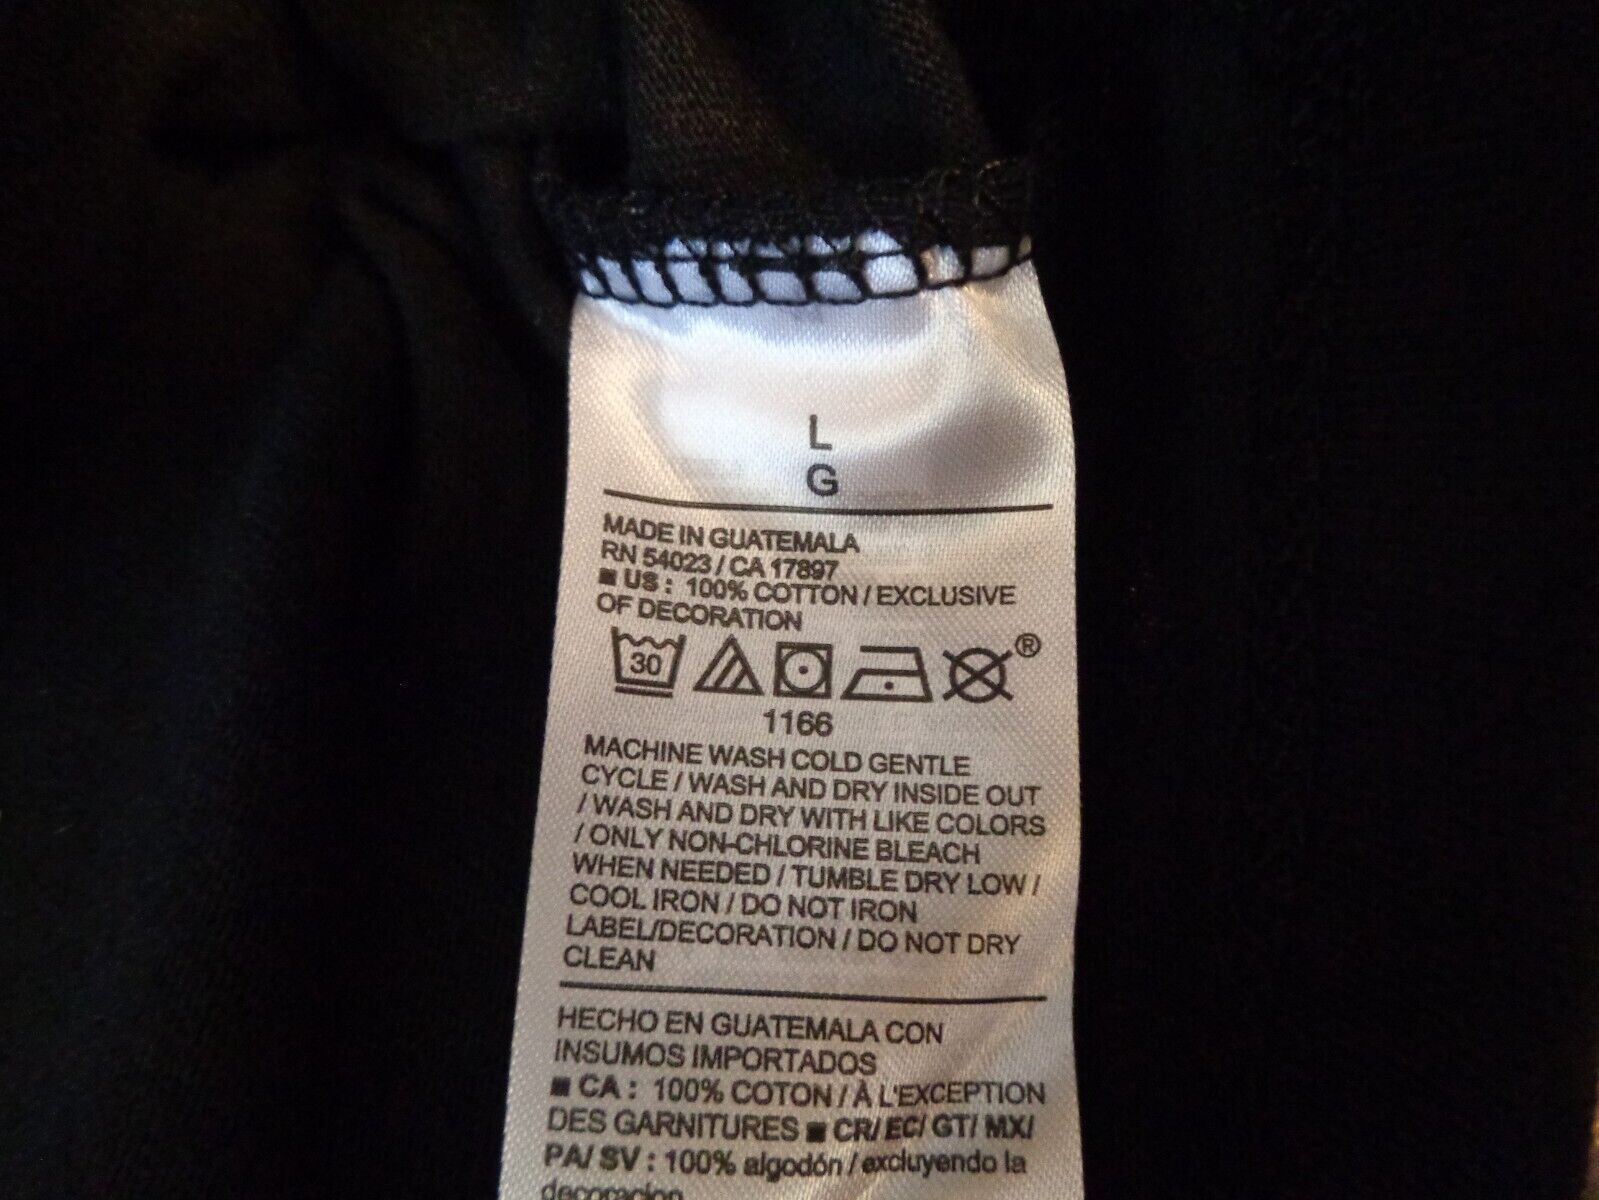 L
G
MADE IN GUATEMALA
RN 54023 / CA 17897
■ US : 100% COTTON / EXCLUSIVE
OF DECORATION
30 ®
1166
MACHINE WASH COLD GENTLE
CYCLE / WASH AND DRY INSIDE OUT
/ WASH AND DRY WITH LIKE COLORS
/ ONLY NON-CHLORINE BLEACH
WHEN NEEDED / TUMBLE DRY LOW /
COOL IRON / DO NOT IRON
LABEL/DECORATION / DO NOT DRY
CLEAN
HECHO EN GUATEMALA CON
INSUMOS IMPORTADOS
■ CA : 100% COTON / À L'EXCEPTION
DES GARNITURES ■ CR/ EC/ GT/ MX/
PA/ SV : 100% algodón / excluyendo la
decoracion